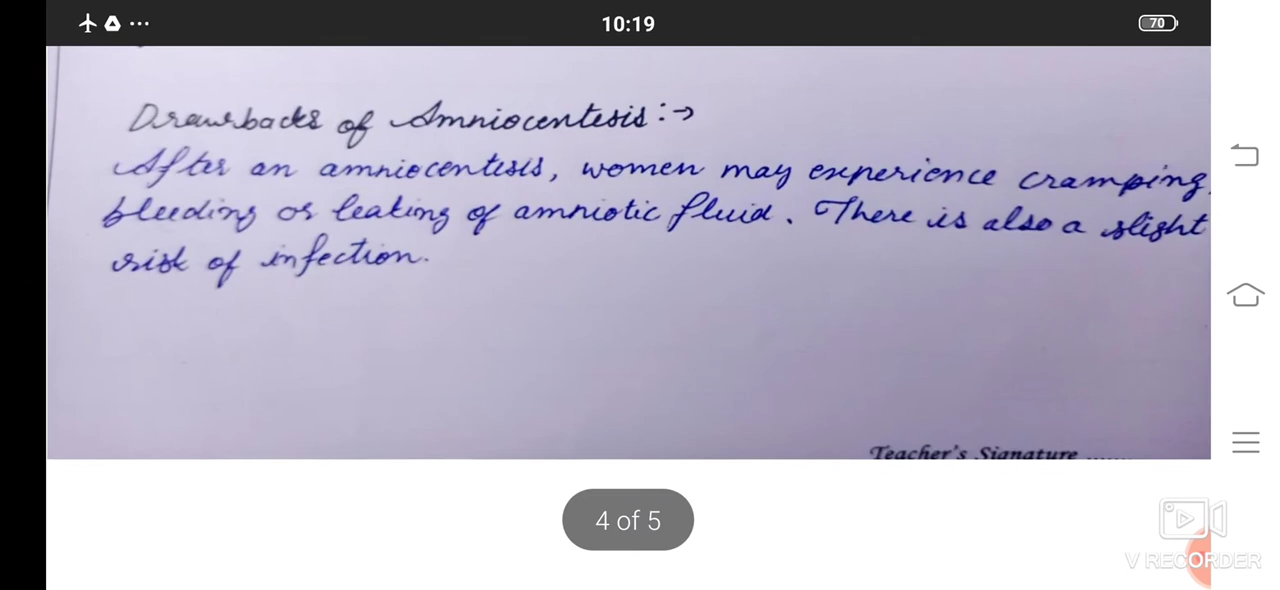 10:19
70
Drawbacks of Amniocentesis :→
After an amniocentesis, women may experience cramping,
bleeding or leaking of amniotic fluid. There is also a slight
risk of infection.
Teacher's Signature ......
4 of 5
V RECORDER